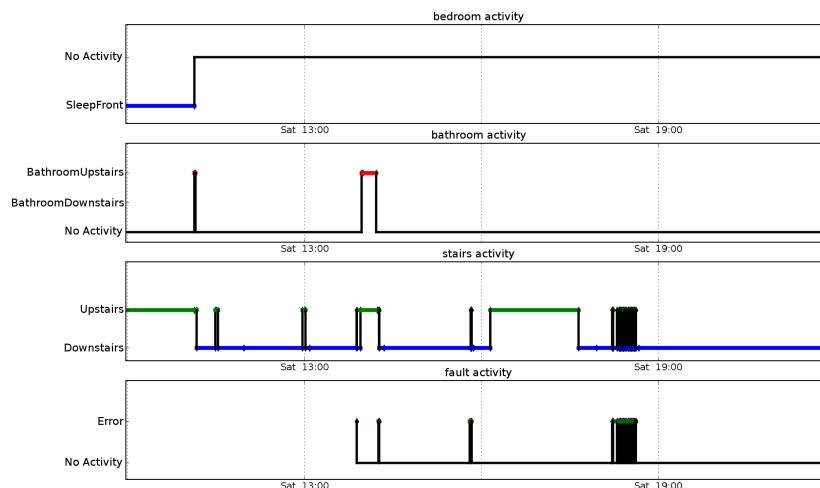 bedroom activity
No Activity
SleepFront
Sat 13:00 Sat 19:00
bathroom activity
BathroomUpstairs
BathroomDownstairs
No Activity
Sat 13:00 Sat 19:00
stairs activity
Upstairs
Downstairs
Sat 13:00 Sat 19:00
fault activity
Error
No Activity
Sat 13:00 Sat 19:00